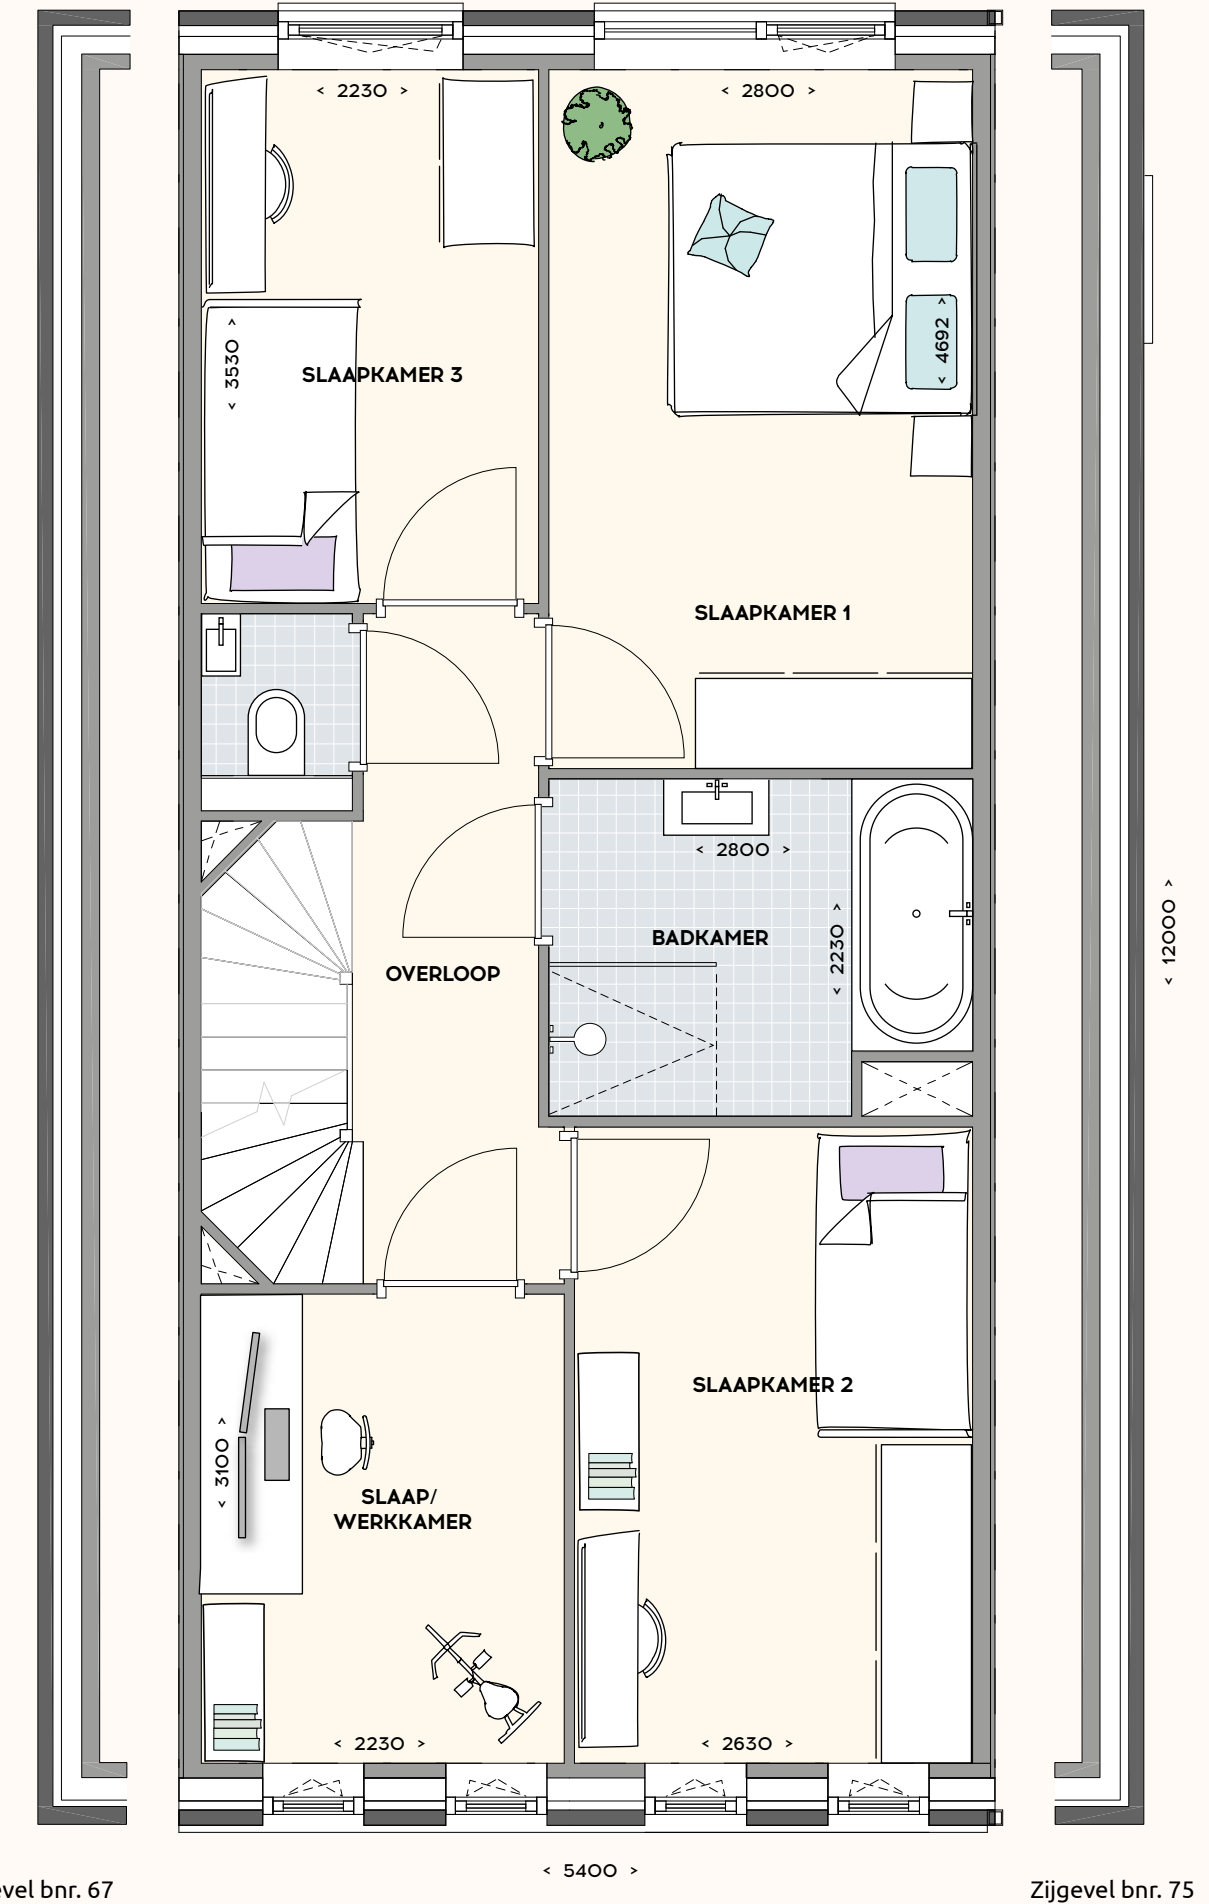 < 2230 >
< 2800 >
< 4692 >
< 3530 >
SLAAPKAMER 3
SLAAPKAMER 1
< 2800 >
BADKAMER
< 2230 >
OVERLOOP
< 12000 >
SLAAPKAMER 2
< 3100 >
SLAAP/
WERKKAMER
< 2230 >
< 2630 >
< 5400 >
bnr. 67
Zijgevel bnr. 75